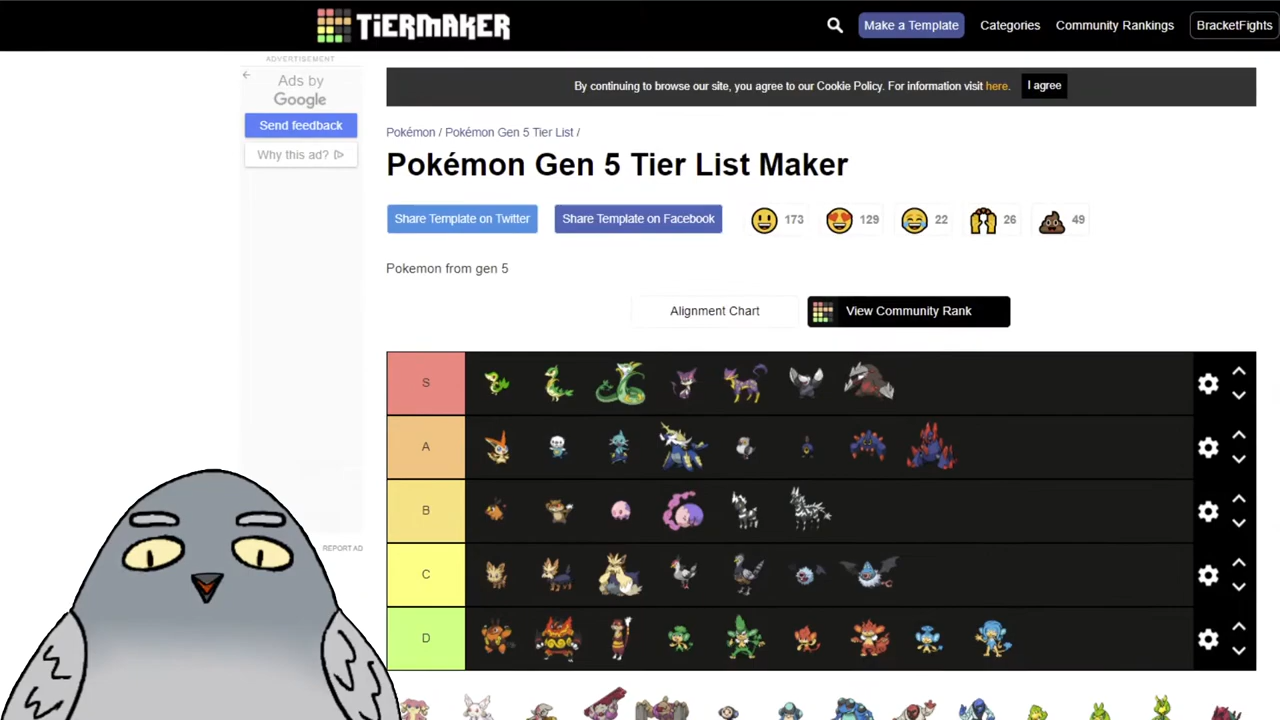 TIERMAKER
Make a Template
Categories
Community Rankings
BracketFights
ADVERTISEMENT
Ads by
Google
Send feedback
Why this ad?
By continuing to browse our site, you agree to our Cookie Policy. For information visit here.
I agree
Pokémon / Pokémon Gen 5 Tier List /
Pokémon Gen 5 Tier List Maker
Share Template on Twitter
Share Template on Facebook
173
129
22
26
49
Pokemon from gen 5
Alignment Chart
View Community Rank
S
A
B
REPORT AD
C
D